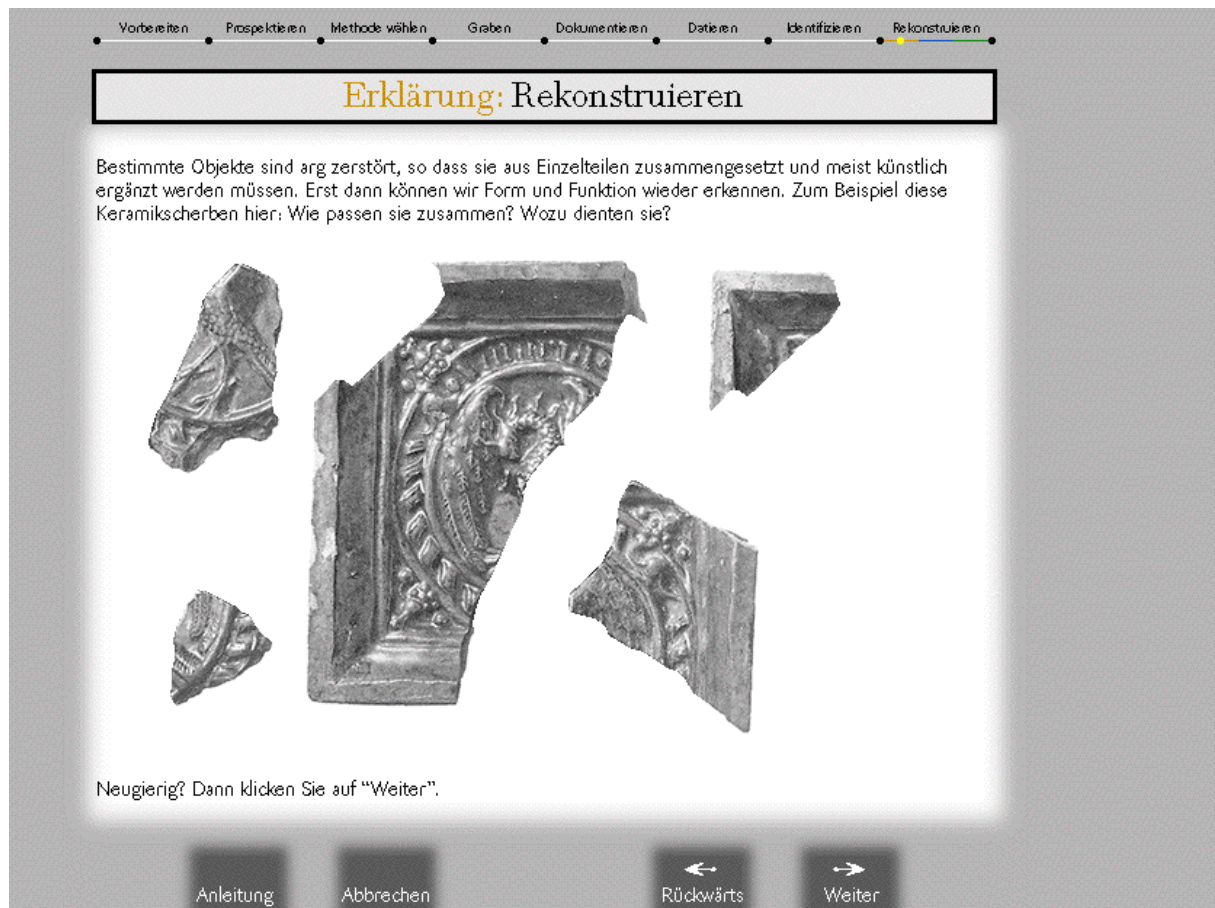 Vorbereiten Prospektieren Methode wählen Graben Dokumentieren Datieren Identifizieren Rekonstruieren
Erklärung: Rekonstruieren
Bestimmte Objekte sind arg zerstört, so dass sie aus Einzelteilen zusammengesetzt und meist künstlich
ergänzt werden müssen. Erst dann können wir Form und Funktion wieder erkennen. Zum Beispiel diese
Keramikscherben hier: Wie passen sie zusammen? Wozu dienten sie?
Neugierig? Dann klicken Sie auf “Weiter”.
Anleitung Abbrechen Rückwärts Weiter